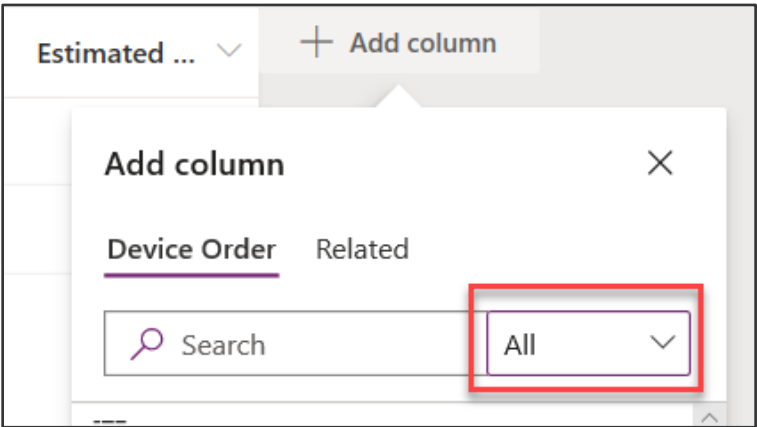 Estimated ...
Add column
Add column
Device Order Related
Search All